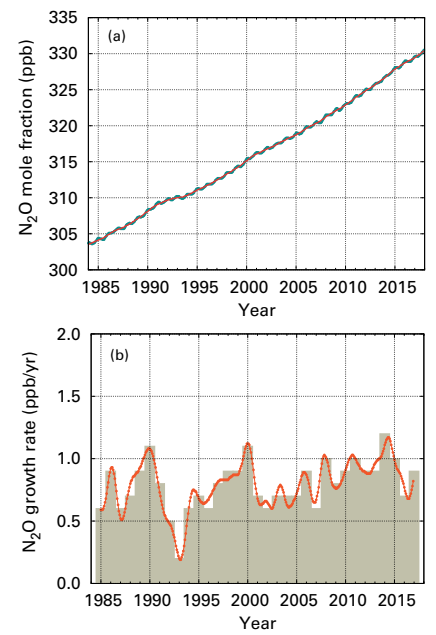 335
(a)
330
325
320
315
310
305
300
N₂O mole fraction (ppb)
1985 1990 1995 2000 2005 2010 2015
Year
2.0
(b)
1.5
1.0
0.5
0.0
N₂O growth rate (ppb/yr)
1985 1990 1995 2000 2005 2010 2015
Year